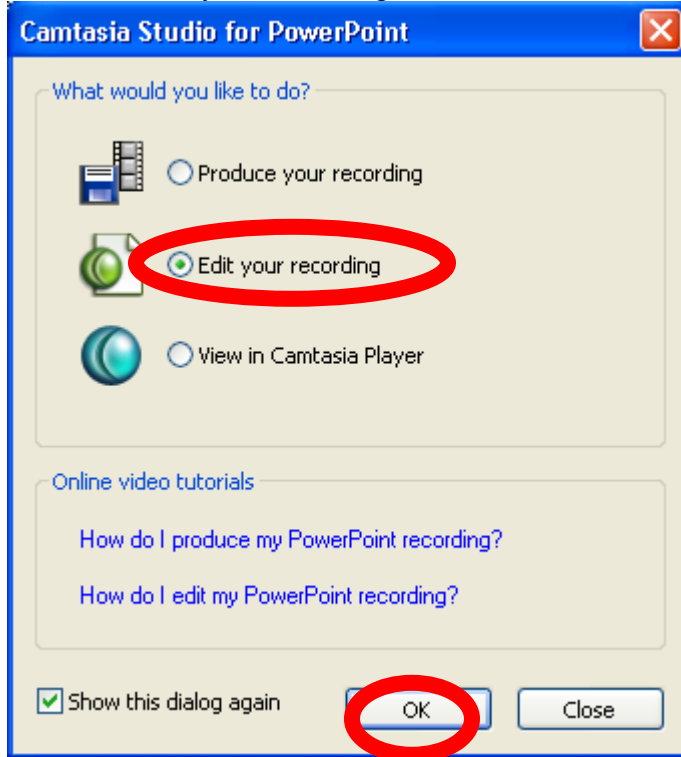 Camtasia Studio for PowerPoint
What would you like to do?
Produce your recording
Edit your recording
View in Camtasia Player
Online video tutorials
How do I produce my PowerPoint recording?
How do I edit my PowerPoint recording?
Show this dialog again
OK
Close